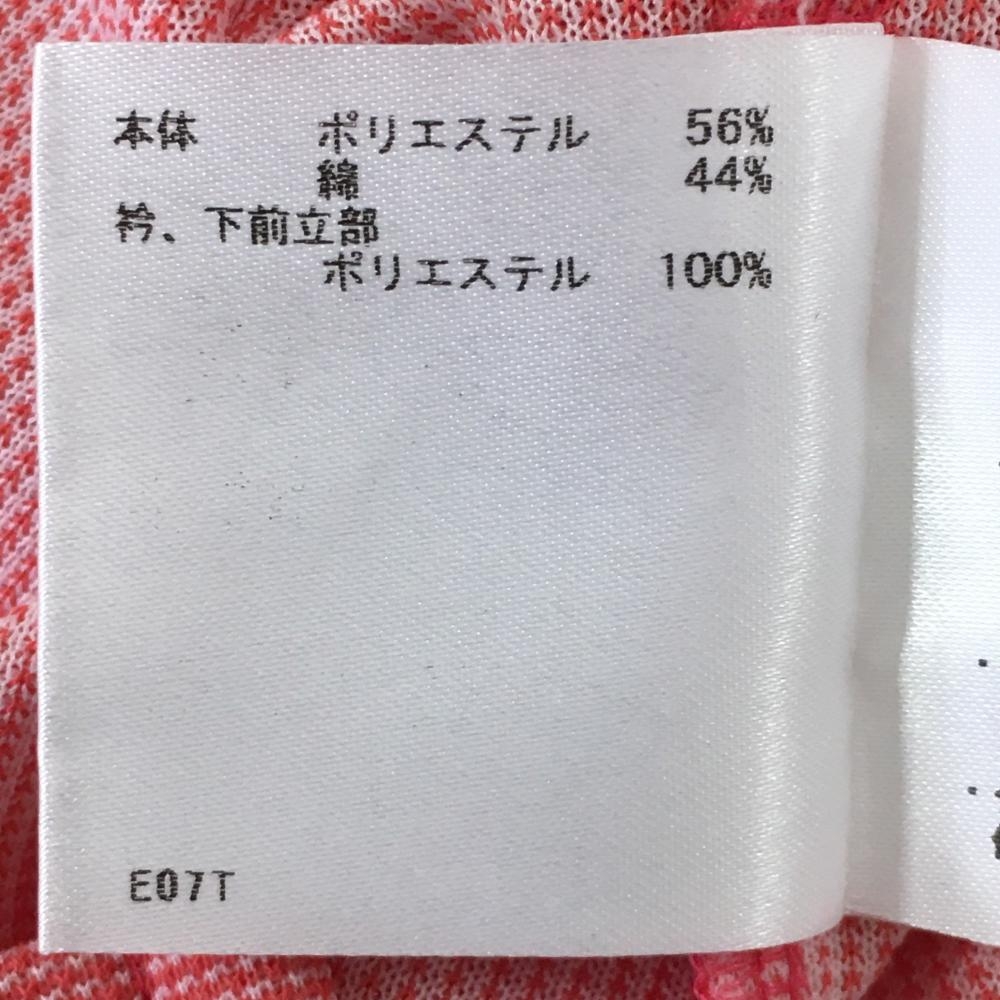 本体 ポリエステル 56%
綿 44%
衿、下前立部
ポリエステル 100%
E07T